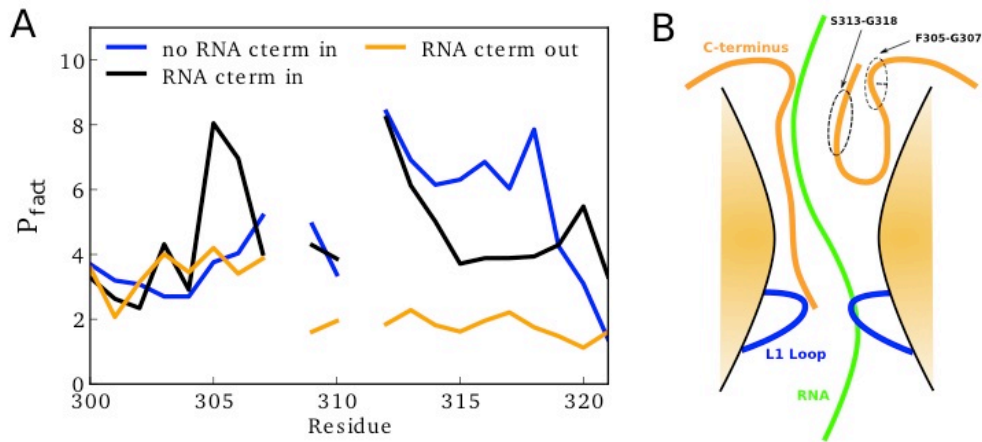 A
no RNA cterm in
RNA cterm out
RNA cterm in
P_fact
10
8
6
4
2
0
300
305
310
315
320
Residue
B
S313-G318
F305-G307
C-terminus
L1 Loop
RNA